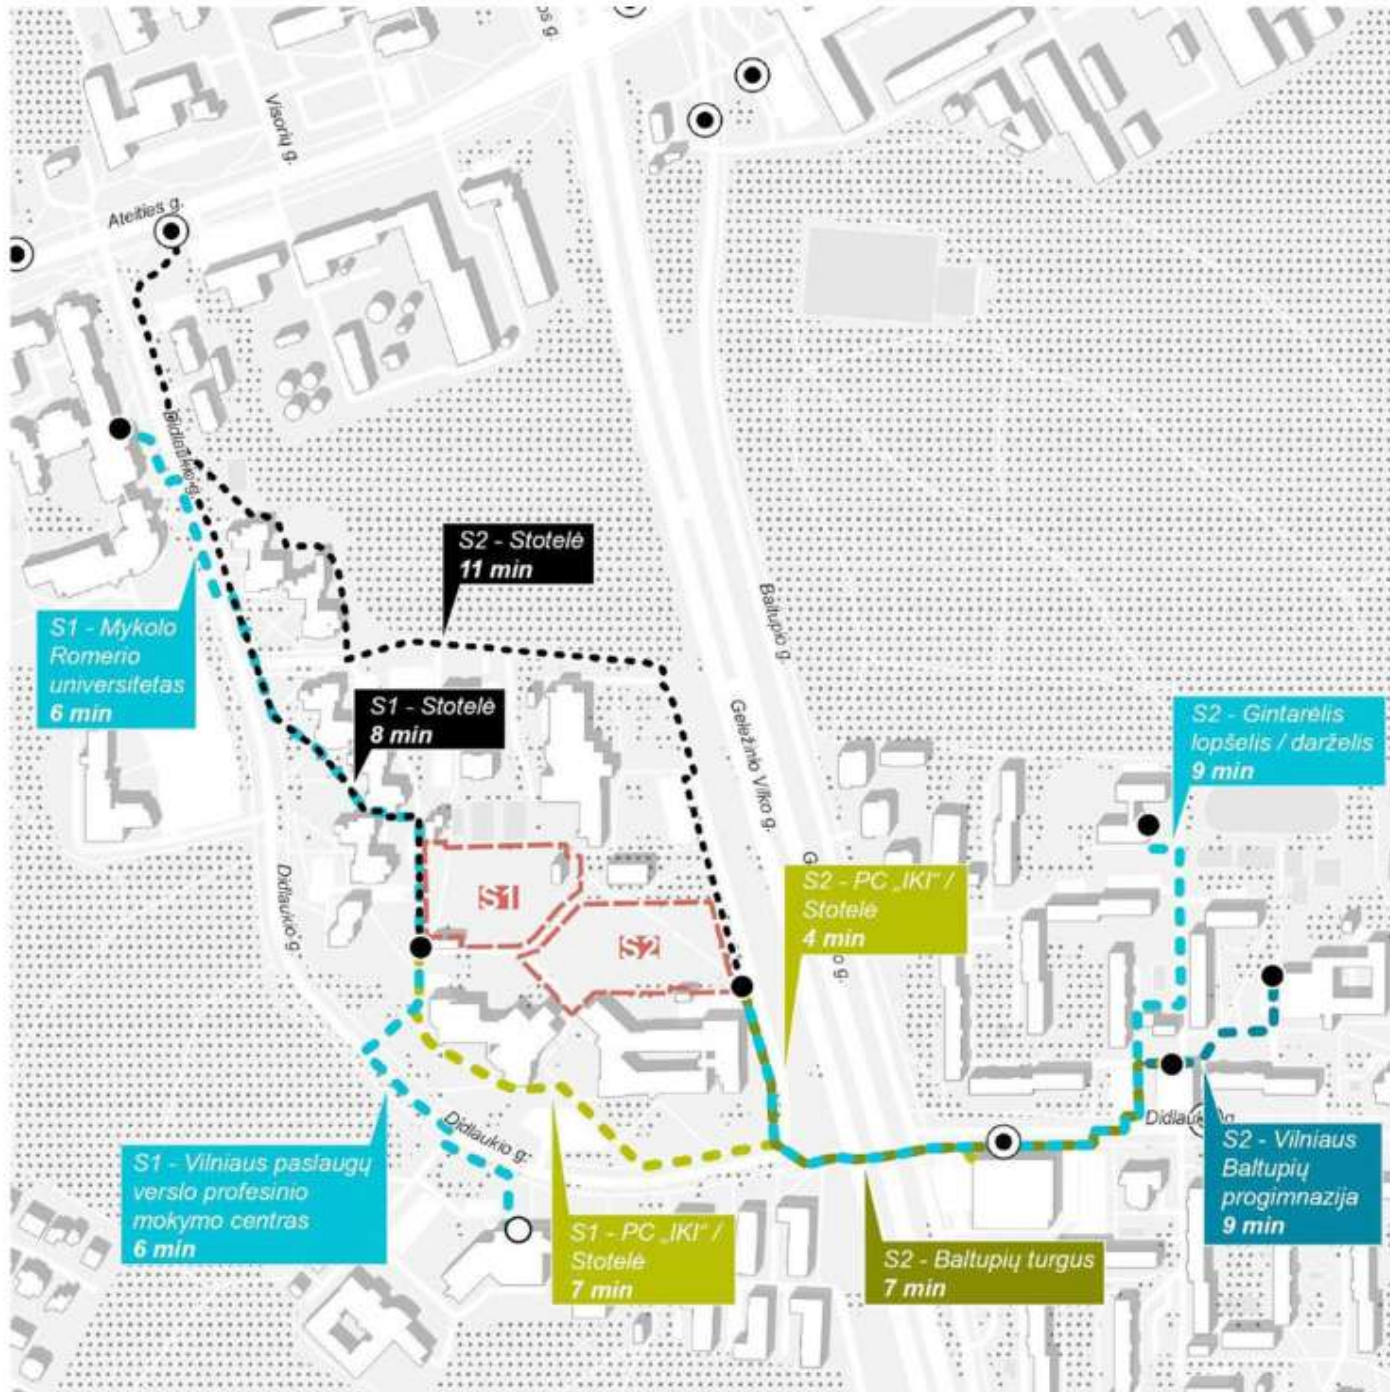 os g.
Visorių g.
Ateities g.
Didlaukio g.
S2 - Stotelė
11 min
S1 - Mykolo
Romerio
universitetas
6 min
Baltupio g.
S1 - Stotelė
8 min
Geležinio Vilko g.
S2 - Gintarėlis
lopšelis / darželis
9 min
Didlaukio g.
S1
S2
G
S2 - PC „IKI“ /
Stotelė
4 min
o g.
Didlaukio g.
Didlaukio g.
S1 - Vilniaus paslaugų
verslo profesinio
mokymo centras
6 min
S1 - PC „IKI“ /
Stotelė
7 min
S2 - Baltupių turgus
7 min
S2 - Vilniaus
Baltupių
progimnazija
9 min